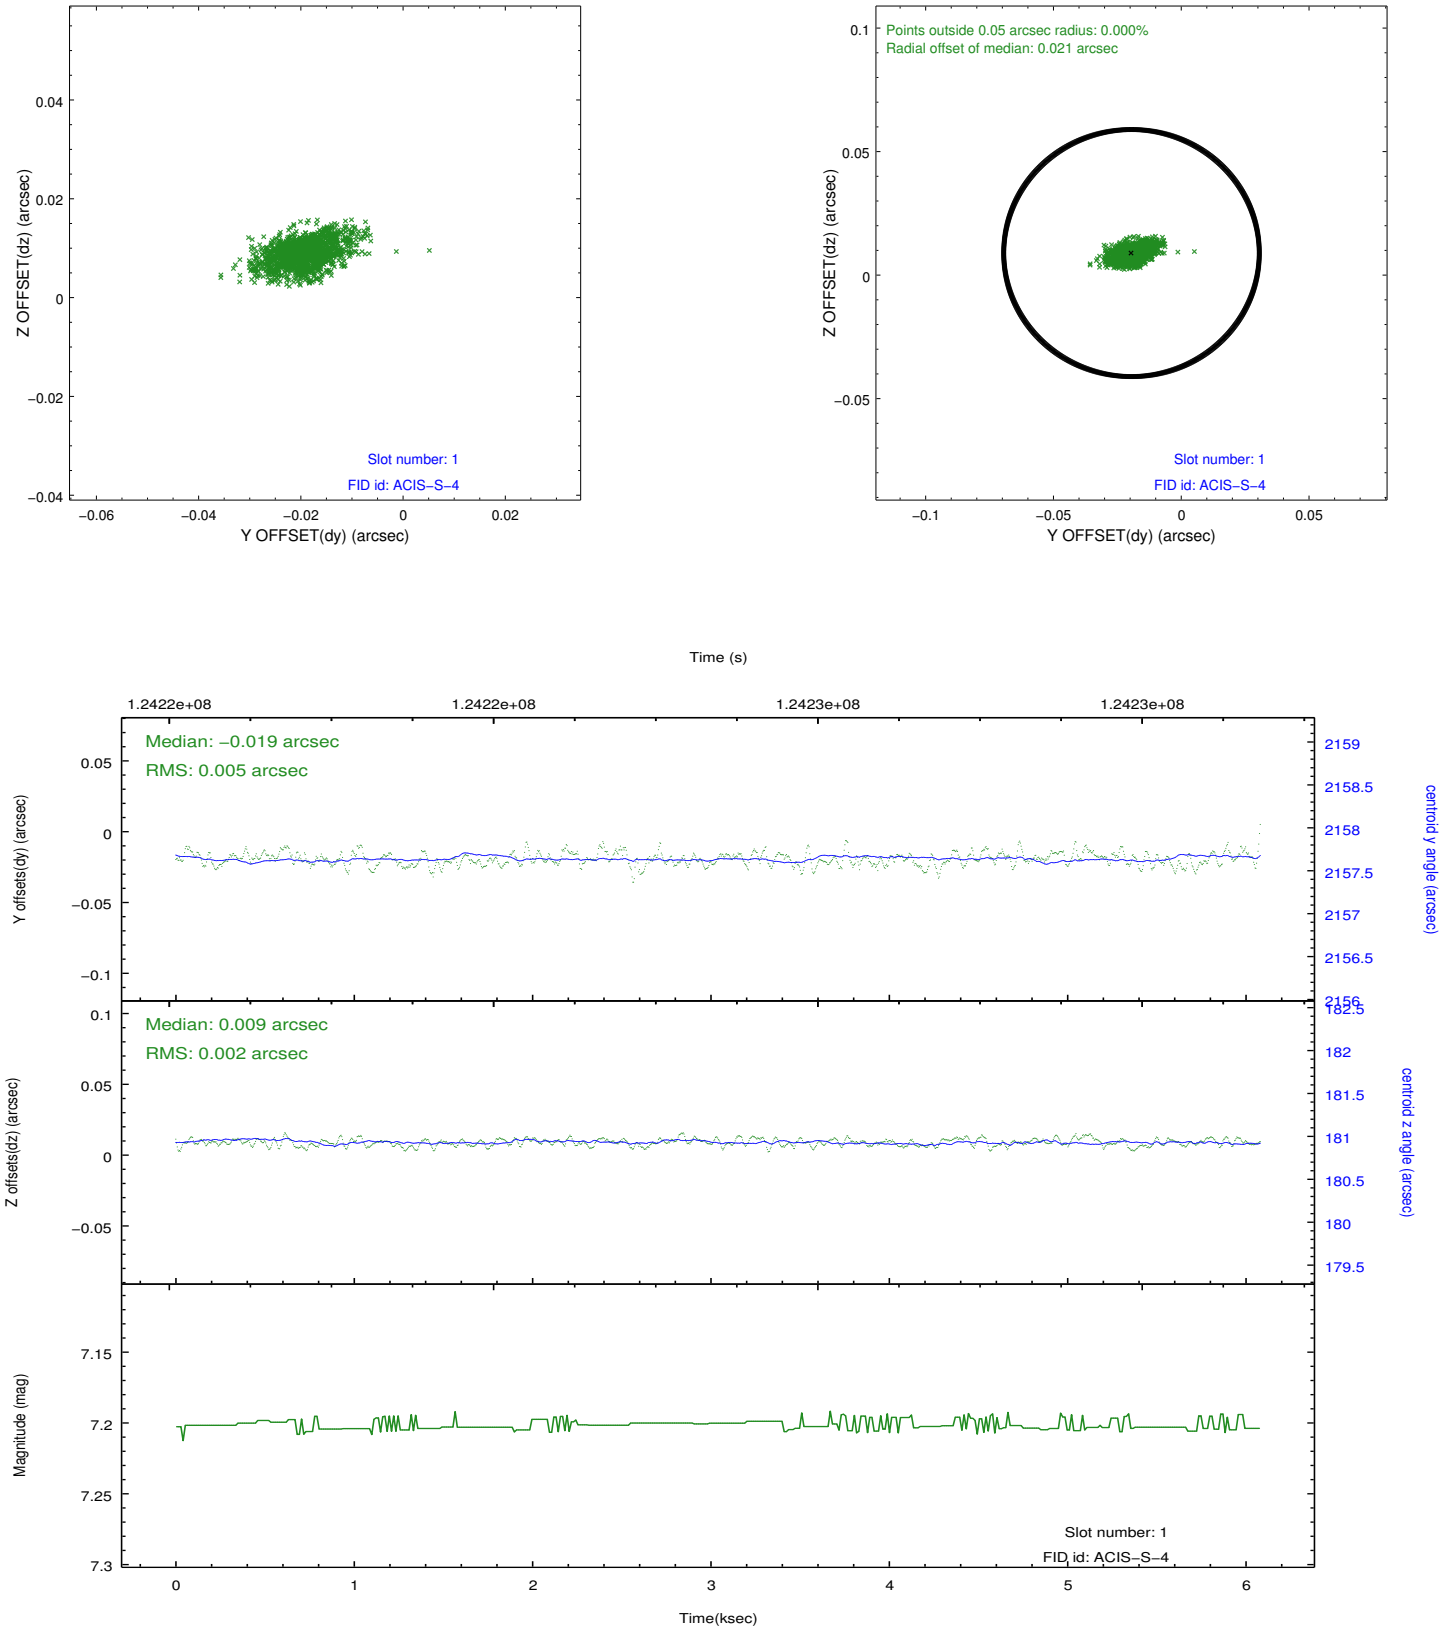 0.04
0.02
0
−0.02
−0.04
Z OFFSET(dz) (arcsec)
Slot number: 1
FID id: ACIS−S−4
−0.06
−0.04
−0.02
0
0.02
Y OFFSET(dy) (arcsec)
Points outside 0.05 arcsec radius: 0.000%
Radial offset of median: 0.021 arcsec
0.1
0.05
0
−0.05
Z OFFSET(dz) (arcsec)
Slot number: 1
FID id: ACIS−S−4
−0.1
−0.05
0
0.05
Y OFFSET(dy) (arcsec)
Time (s)
1.2422e+08
1.2422e+08
1.2423e+08
1.2423e+08
Median: −0.019 arcsec
RMS: 0.005 arcsec
0.05
0
−0.05
−0.1
Y offsets(dy) (arcsec)
2159
2158.5
2158
2157.5
2157
2156.5
2156
centroid y angle (arcsec)
Median: 0.009 arcsec
RMS: 0.002 arcsec
0.1
0.05
0
−0.05
Z offsets(dz) (arcsec)
182.5
182
181.5
181
180.5
180
179.5
centroid z angle (arcsec)
7.15
7.2
7.25
7.3
Magnitude (mag)
Slot number: 1
FID id: ACIS−S−4
0
1
2
3
4
5
6
Time(ksec)